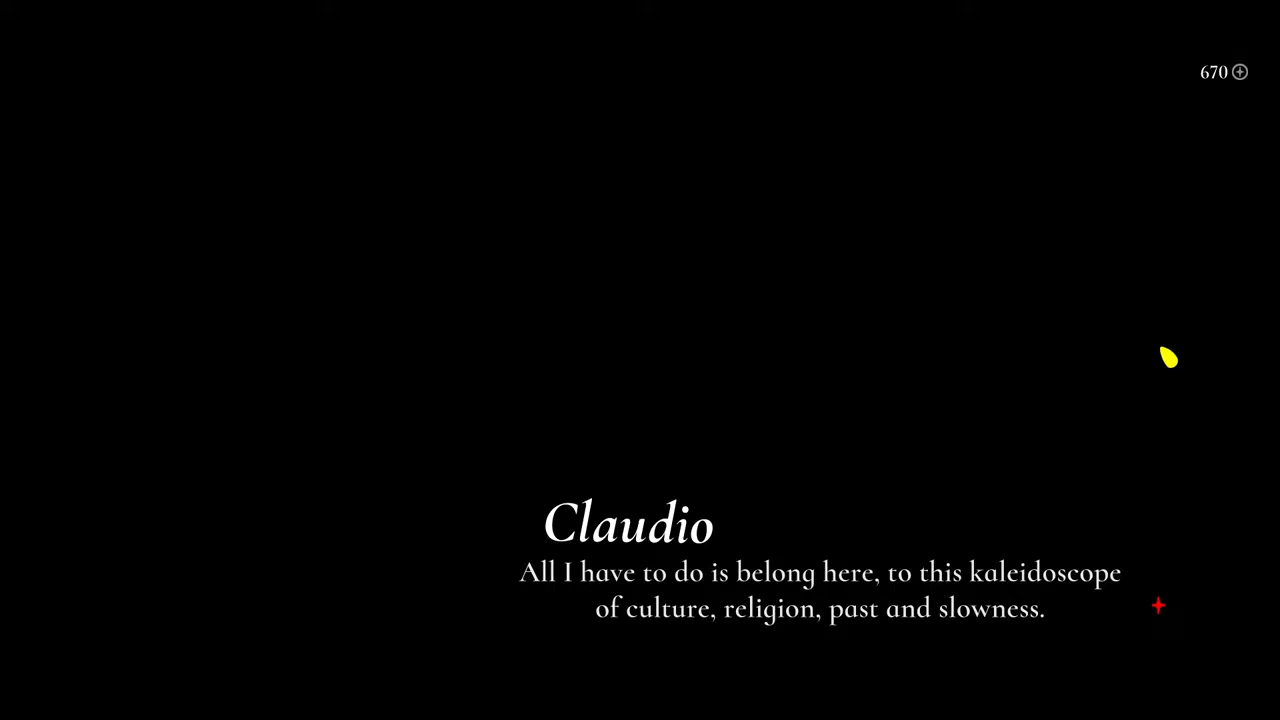 670
Claudio
All I have to do is belong here, to this kaleidoscope
of culture, religion, past and slowness.